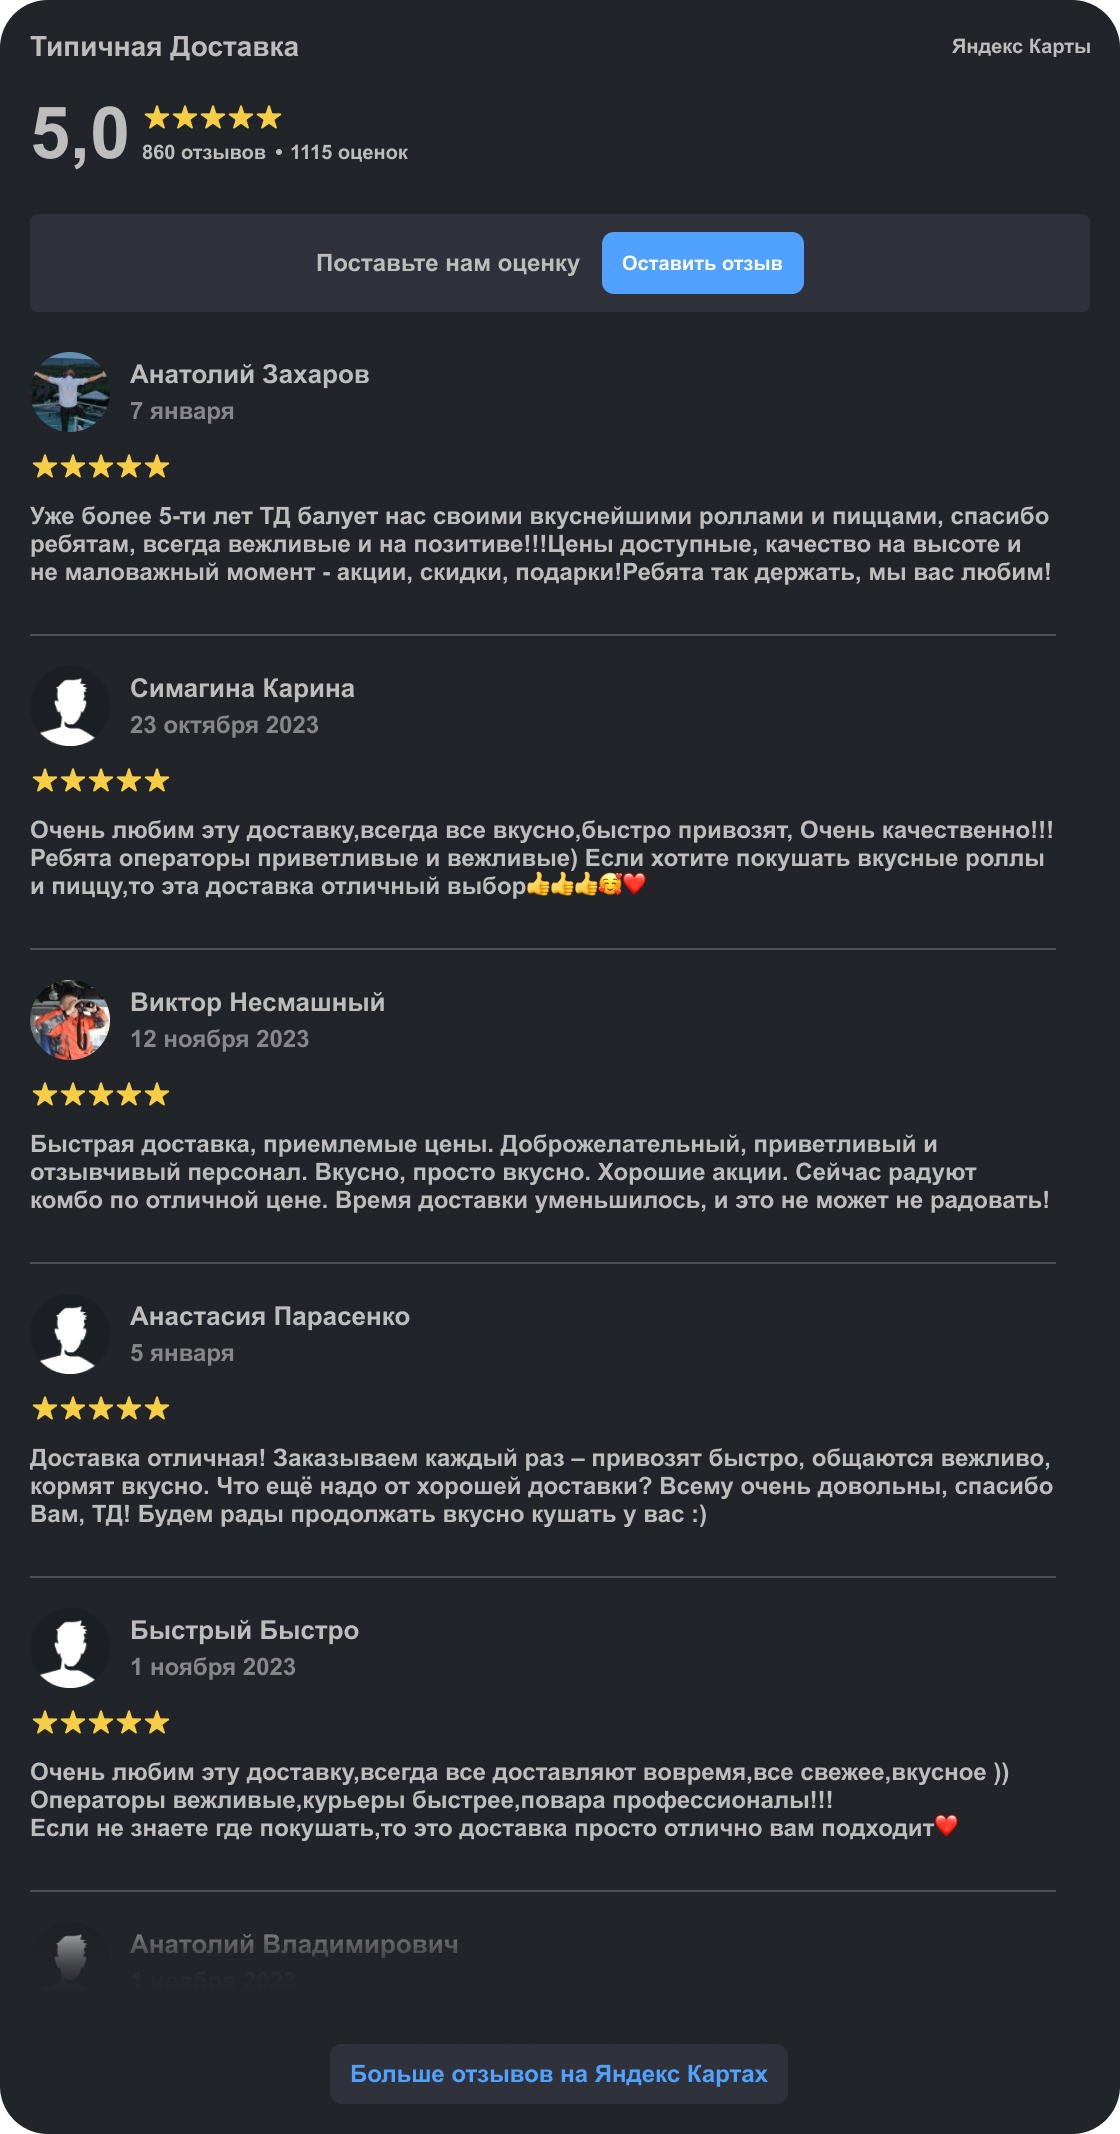 Типичная Доставка
Яндекс Карты
5,0
860 отзывов • 1115 оценок
Поставьте нам оценку
Оставить отзыв
Анатолий Захаров
7 января
Уже более 5-ти лет ТД балует нас своими вкуснейшими роллами и пиццами, спасибо
ребятам, всегда вежливые и на позитиве!!!Цены доступные, качество на высоте и
не маловажный момент - акции, скидки, подарки!Ребята так держать, мы вас любим!
Симагина Карина
23 октября 2023
Очень любим эту доставку,всегда все вкусно,быстро привозят, Очень качественно!!!
Ребята операторы приветливые и вежливые) Если хотите покушать вкусные роллы
и пиццу,то эта доставка отличный выбор👍👍👍🥰❤️
Виктор Несмашный
12 ноября 2023
Быстрая доставка, приемлемые цены. Доброжелательный, приветливый и
отзывчивый персонал. Вкусно, просто вкусно. Хорошие акции. Сейчас радуют
комбо по отличной цене. Время доставки уменьшилось, и это не может не радовать!
Анастасия Парасенко
5 января
Доставка отличная! Заказываем каждый раз – привозят быстро, общаются вежливо,
кормят вкусно. Что ещё надо от хорошей доставки? Всему очень довольны, спасибо
Вам, ТД! Будем рады продолжать вкусно кушать у вас :)
Быстрый Быстро
1 ноября 2023
Очень любим эту доставку,всегда все доставляют вовремя,все свежее,вкусное ))
Операторы вежливые,курьеры быстрее,повара профессионалы!!!
Если не знаете где покушать,то это доставка просто отлично вам подходит❤️
Анатолий Владимирович
1 ноября 2023
Больше отзывов на Яндекс Картах